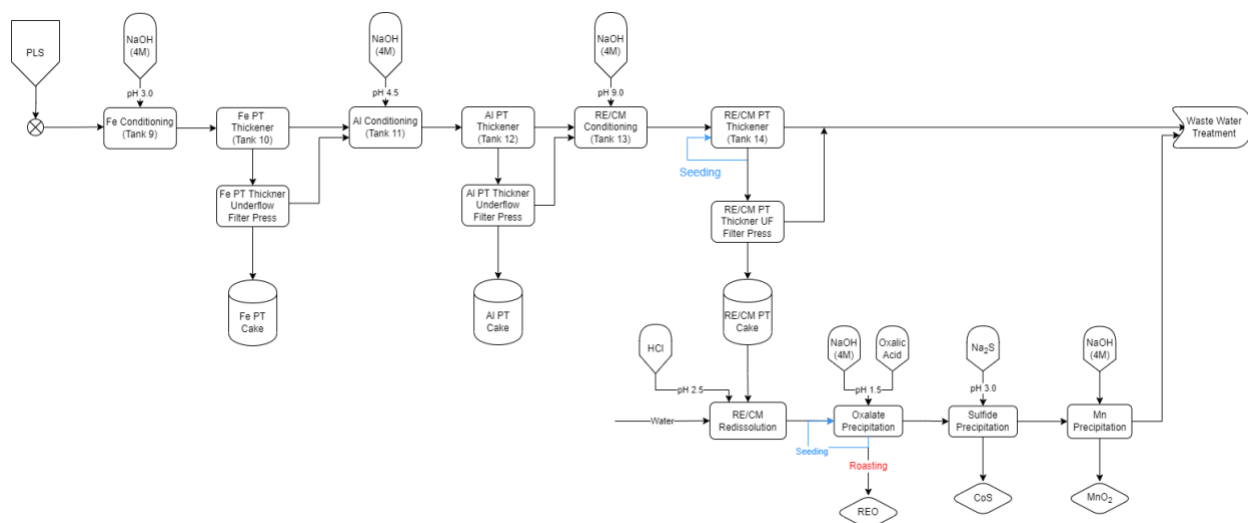 PLS
NaOH
(4M)
NaOH
(4M)
NaOH
(4M)
pH 3.0
pH 4.5
pH 9.0
Fe Conditioning
(Tank 9)
Fe PT
Thickener
(Tank 10)
Al Conditioning
(Tank 11)
Al PT
Thickener
(Tank 12)
RE/CM
Conditioning
(Tank 13)
RE/CM PT
Thickener
(Tank 14)
Waste Water
Treatment
Seeding
Fe PT Thickner
Underflow
Filter Press
Al PT Thickner
Underflow
Filter Press
RE/CM PT
Thickner UF
Filter Press
Fe PT
Cake
Al PT
Cake
RE/CM PT
Cake
HCl
NaOH
(4M)
Oxalic
Acid
Na₂S
NaOH
(4M)
pH 2.5
pH 1.5
pH 3.0
Water
RE/CM
Redissolution
Oxalate
Precipitation
Sulfide
Precipitation
Mn
Precipitation
Seeding
Roasting
REO
CoS
MnO₂